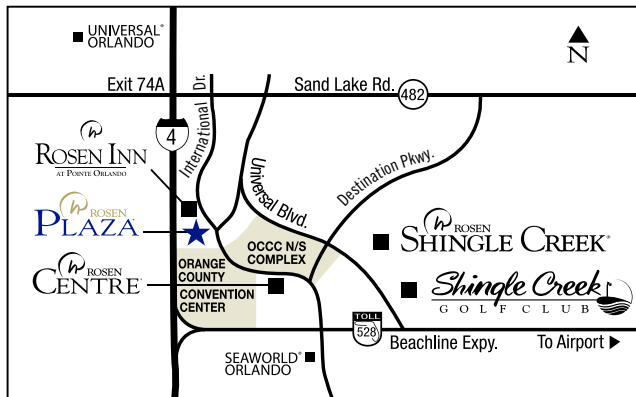 UNIVERSAL®
ORLANDO
N
Exit 74A
International Dr.
Sand Lake Rd.
482
4
ROSEN INN
AT POINTE ORLANDO
Universal Blvd.
Destination Pkwy.
ROSEN
PLAZA
ROSEN
SHINGLE CREEK®
OCCC N/S
COMPLEX
ROSEN
CENTRE
ORANGE
COUNTY
CONVENTION
CENTER
Shingle Creek
GOLF CLUB
TOLL
528
Beachline Expy.
To Airport
SEAWORLD®
ORLANDO